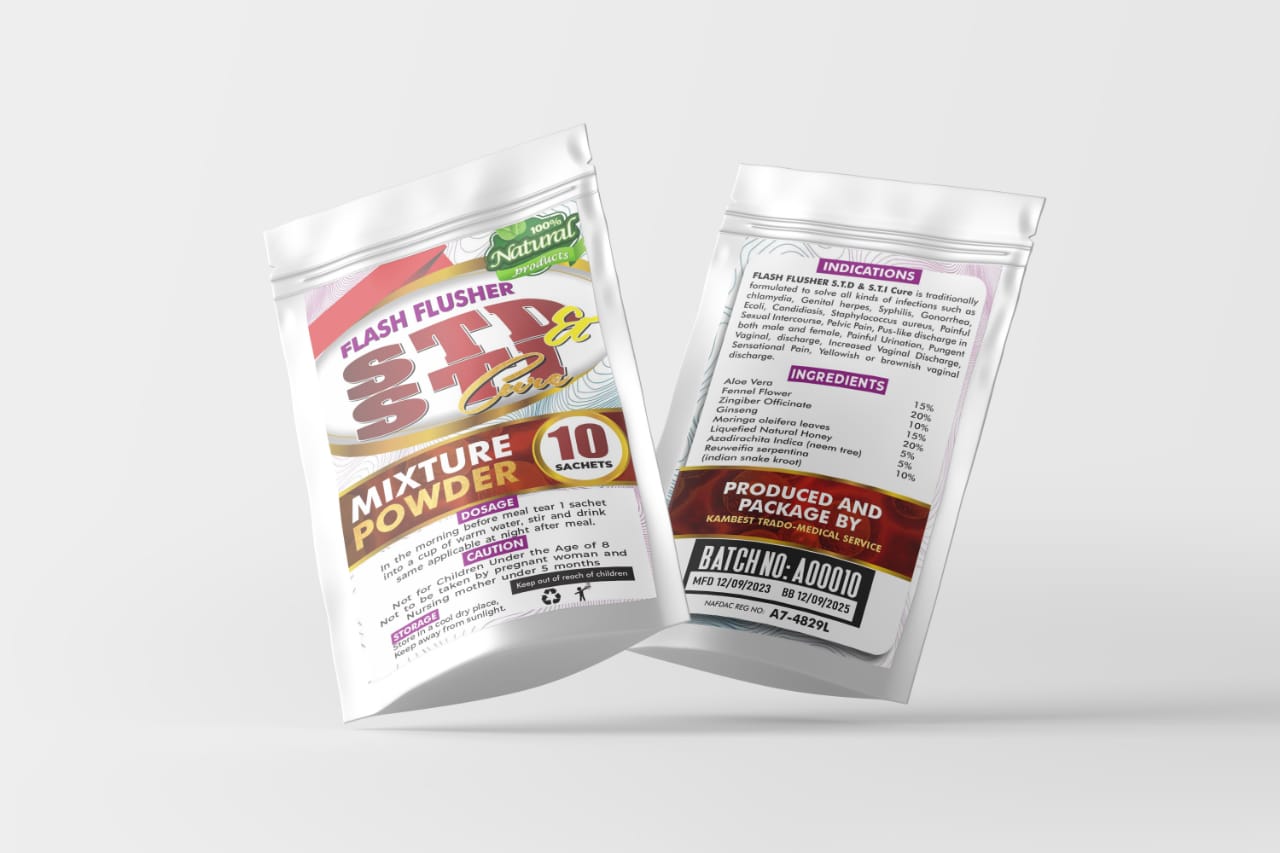 100%
Natural
products
FLASH FLUSHER
STD &
STI Cure
MIXTURE
POWDER
10
SACHETS
DOSAGE
In the morning before meal tear 1 sachet
into a cup of warm water, stir and drink
same applicable at night after meal.
CAUTION
Not for Children Under the Age of 8
Not to be taken by pregnant woman and
Nursing mother under 5 months
Keep out of reach of children
STORAGE
Store in a cool dry place,
Keep away from sunlight.
INDICATIONS
FLASH FLUSHER S.T.D & S.T.I Cure is traditionally
formulated to solve all kinds of infections such as
chlamydia, Genital herpes, Syphilis, Gonorrhea,
Ecoli, Candidiasis, Staphylococcus aureus, Painful
Sexual Intercourse, Pelvic Pain, Pus-like discharge in
both male and female, Painful Urination, Pungent
Vaginal, discharge, Increased Vaginal Discharge,
Sensational Pain, Yellowish or brownish vaginal
discharge.
INGREDIENTS
Aloe Vera 15%
Fennel Flower 20%
Zingiber Officinate 10%
Ginseng 15%
Moringa oleifera leaves 20%
Liquefied Natural Honey 5%
Azadirachita Indica (neem tree) 5%
Reuweifia serpentina 10%
(indian snake kroot)
PRODUCED AND
PACKAGE BY
KAMBEST TRADO-MEDICAL SERVICE
BATCH NO: A00010
MFD 12/09/2023 BB 12/09/2025
NAFDAC REG NO: A7-4829L